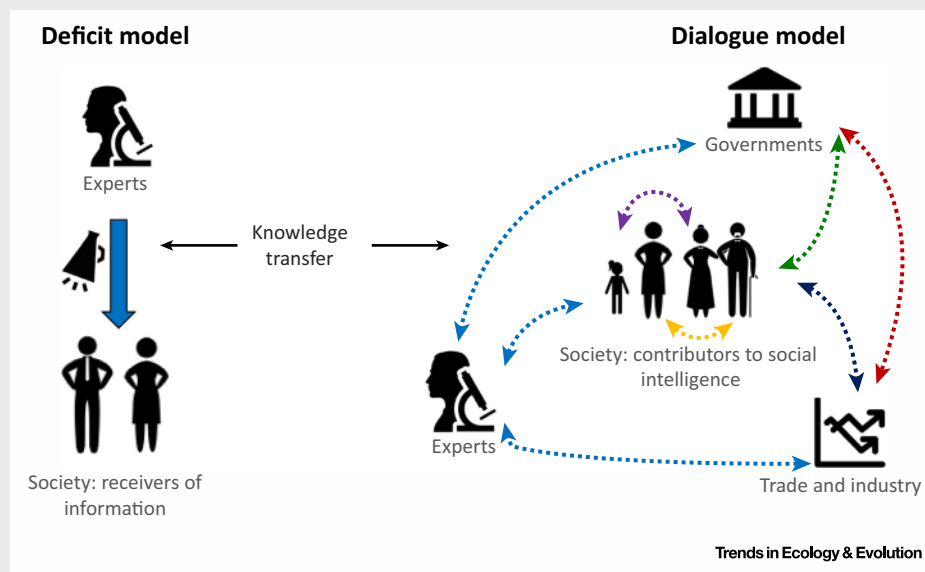 Deficit model
Experts
Knowledge
transfer
Society: receivers of
information
Dialogue model
Governments
Society: contributors to social
intelligence
Experts
Trade and industry
Trends in Ecology & Evolution